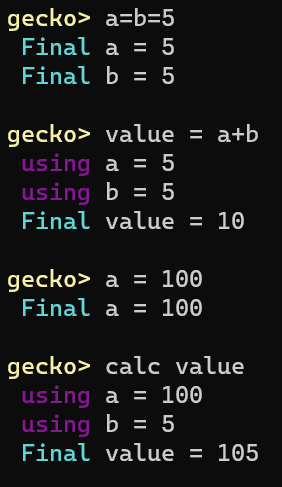 gecko> a=b=5
Final a = 5
Final b = 5
gecko> value = a+b
using a = 5
using b = 5
Final value = 10
gecko> a = 100
Final a = 100
gecko> calc value
using a = 100
using b = 5
Final value = 105